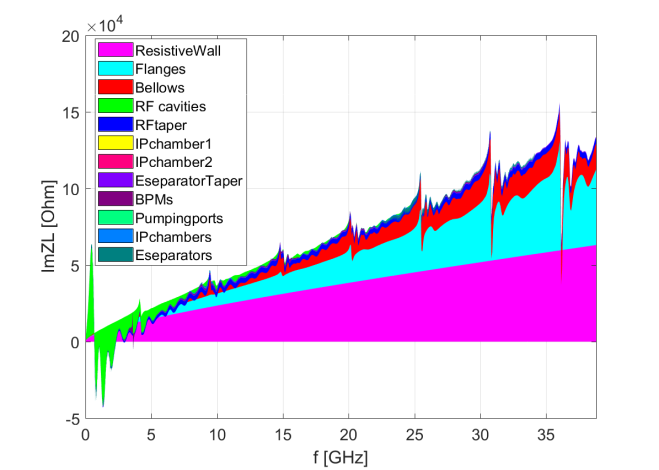 ×10⁴
20
15
10
5
0
-5
ImZL [Ohm]
ResistiveWall
Flanges
Bellows
RF cavities
RFtaper
IPchamber1
IPchamber2
EseparatorTaper
BPMs
Pumpingports
IPchambers
Eseparators
0 5 10 15 20 25 30 35
f [GHz]